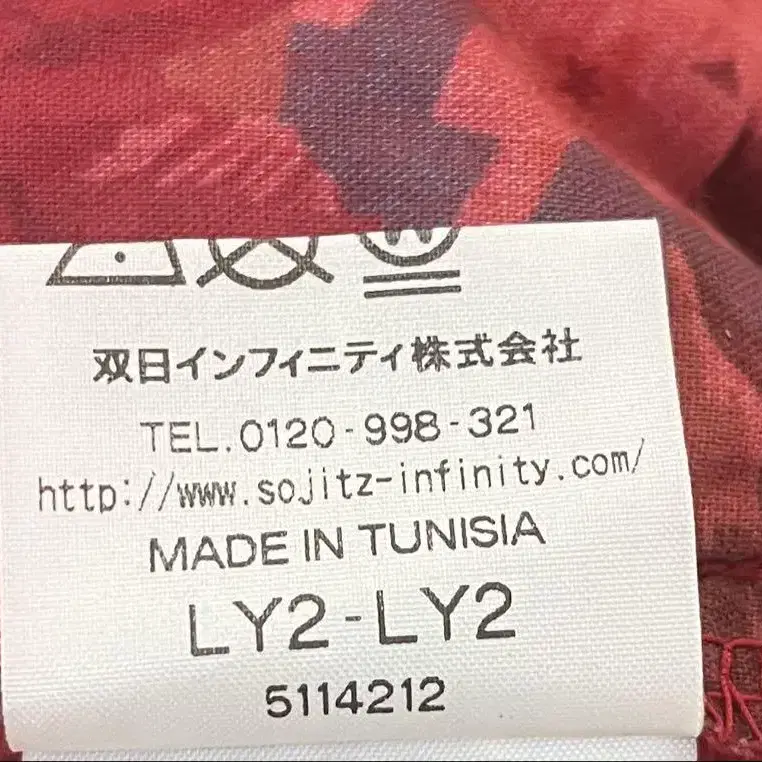 双日インフィニティ株式会社
TEL.0120-998-321
http://www.sojitz-infinity.com/
MADE IN TUNISIA
LY2-LY2
5114212